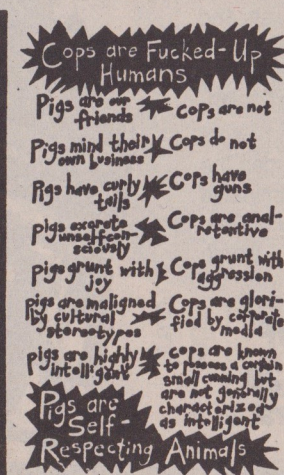 Cops are Fucked-Up
Humans
Pigs are our
friends
Cops are not
Pigs mind their
own business
Cops do not
Pigs have curly
tails
Cops have
guns
pigs excrete
unselfcon-
sciously
Cops are anal-
retentive
pigs grunt with
joy
Cops grunt with
aggression
pigs are maligned
by cultural
stereotypes
Cops are glori-
fied by corporate
media
pigs are highly
intelligent
cops are known
to possess a certain
small cunning but
are not generally
characterized
as intelligent
Pigs are
Self-
Respecting Animals